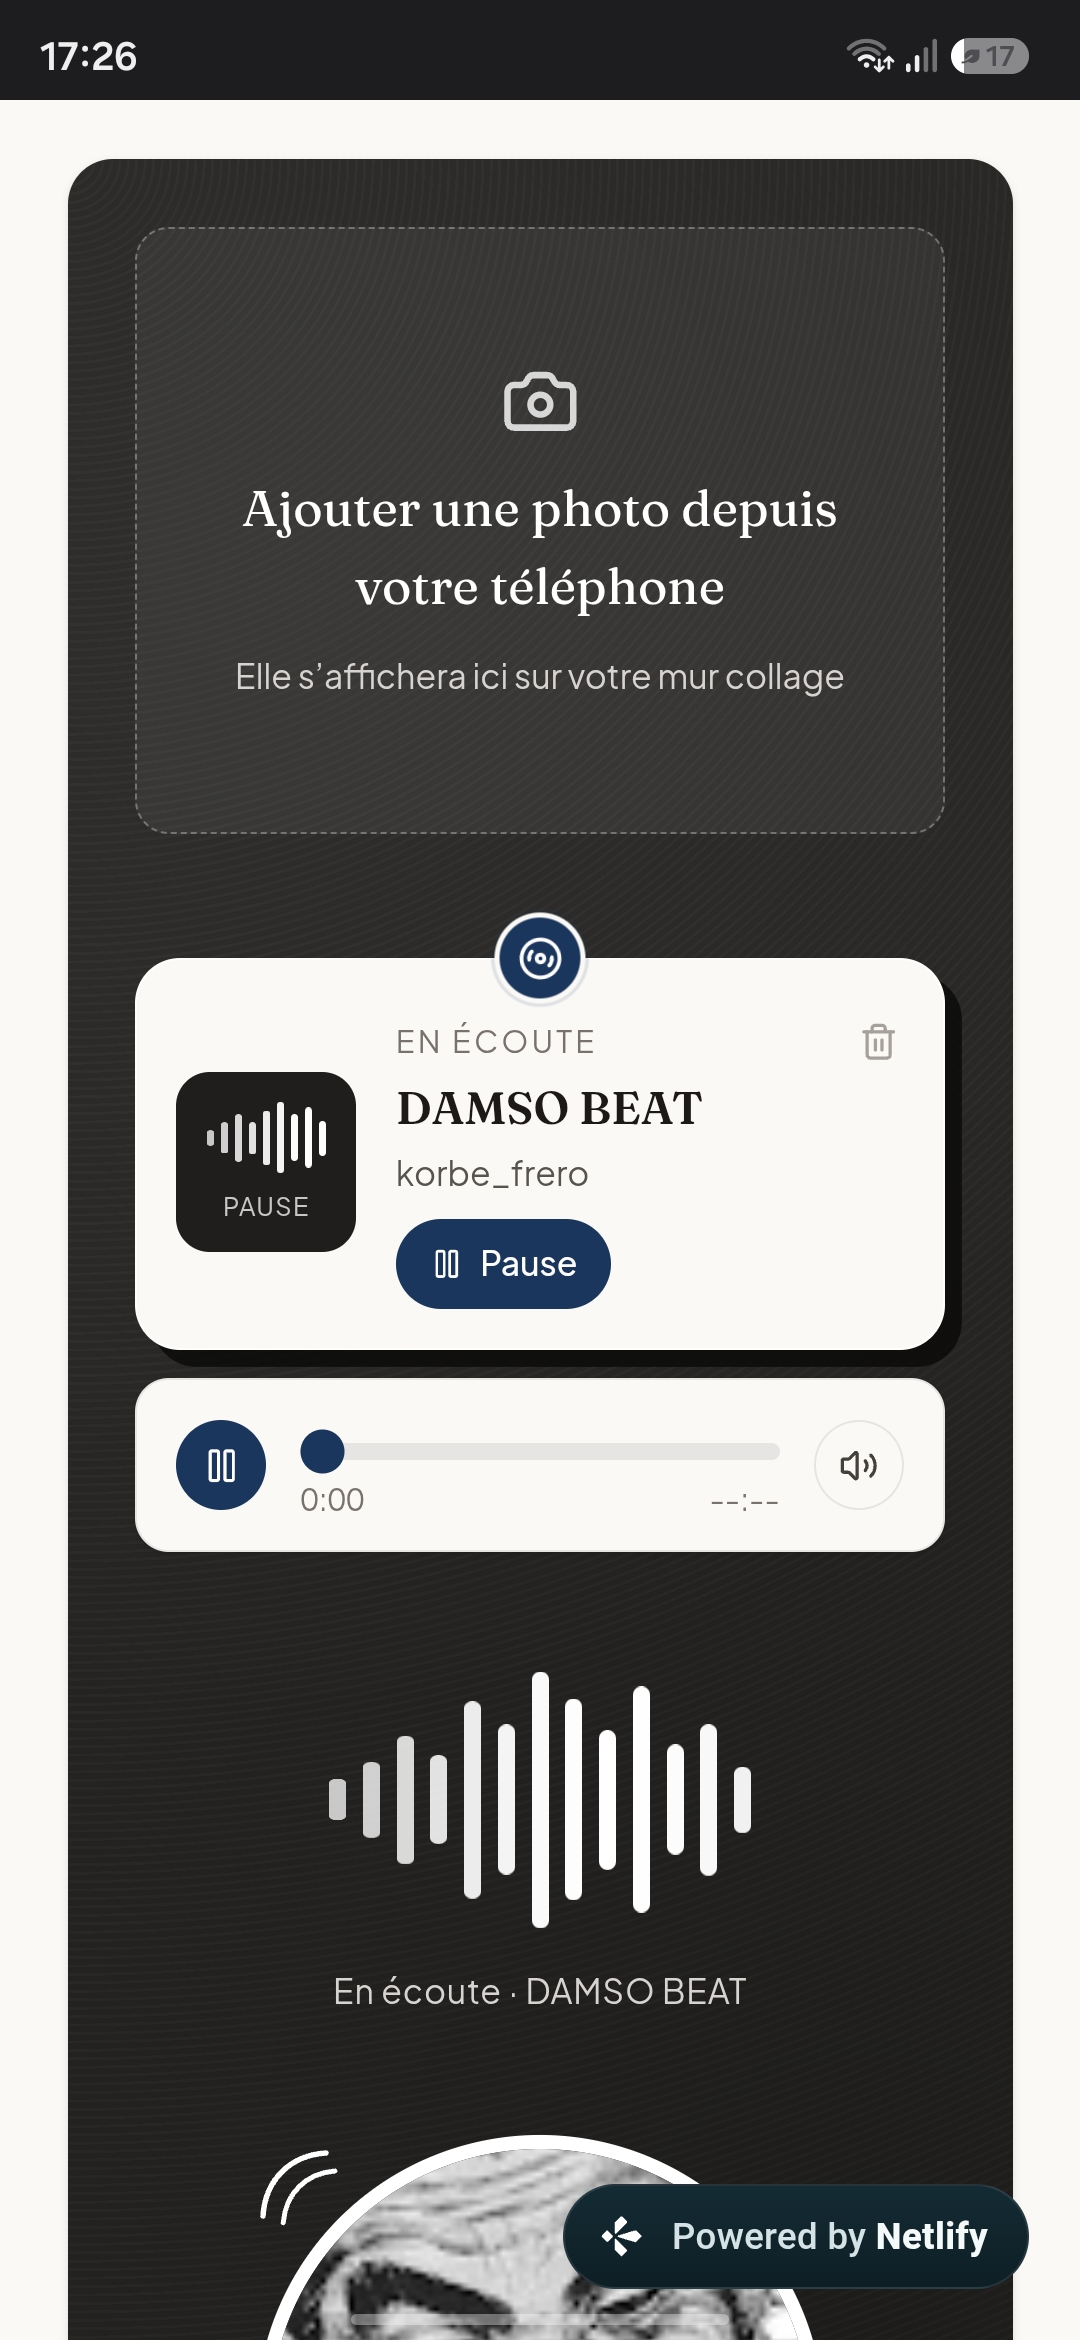 17:26
17
Ajouter une photo depuis
votre téléphone
Elle s’affichera ici sur votre mur collage
EN ÉCOUTE
DAMSO BEAT
korbe_frero
PAUSE
Pause
0:00
--:--
En écoute · DAMSO BEAT
Powered by Netlify